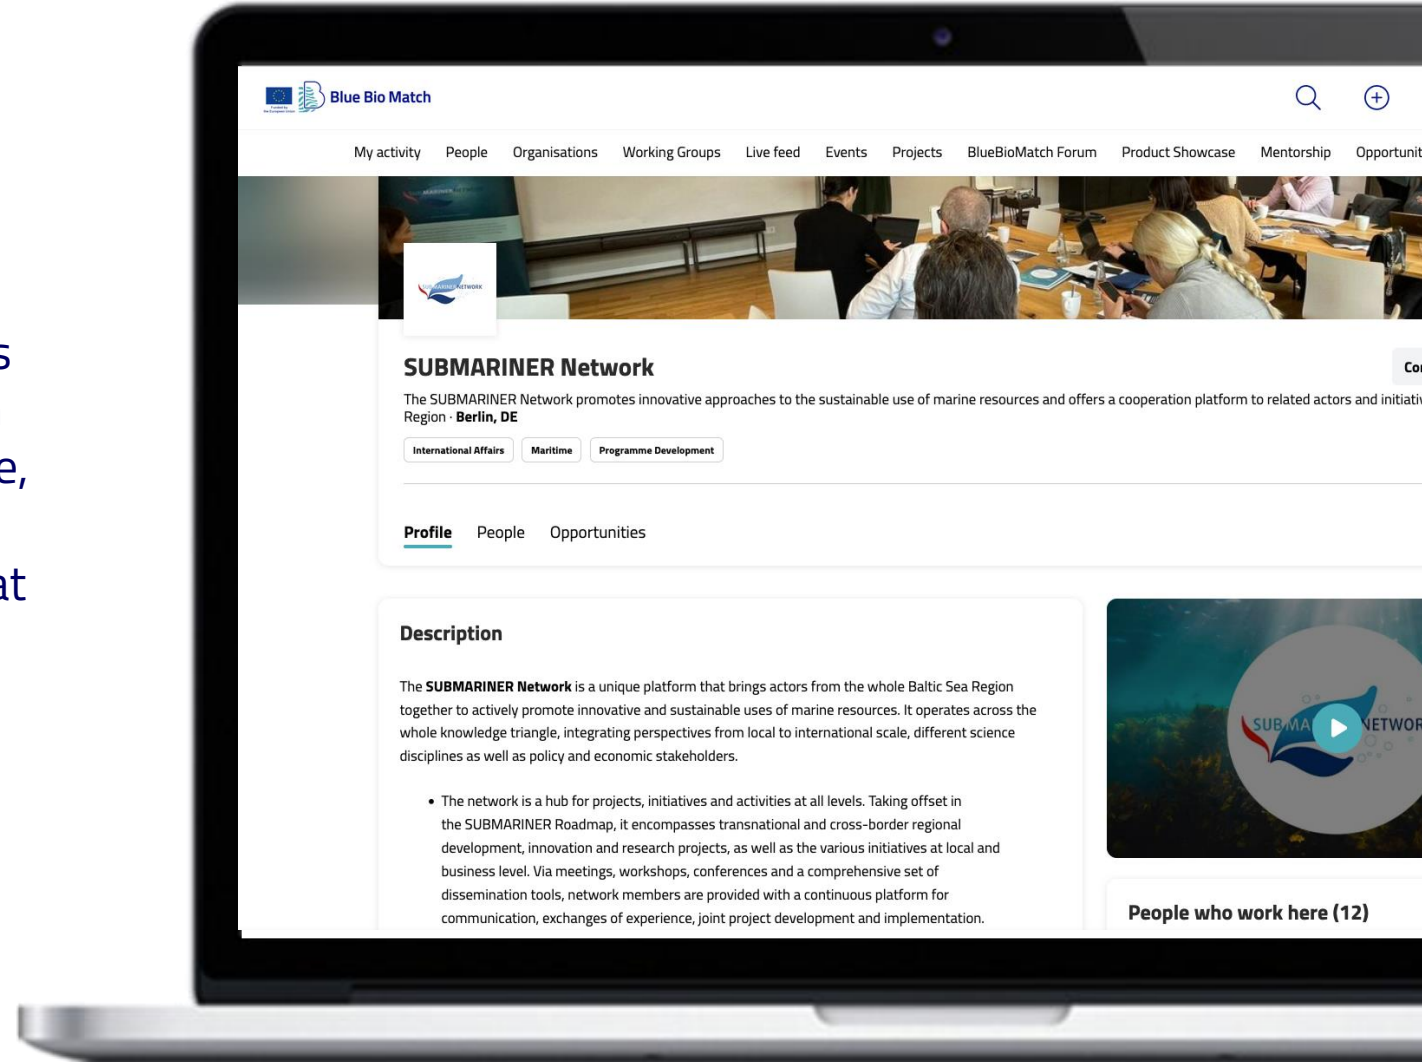 s
e,
at
Blue Bio Match
My activity People Organisations Working Groups Live feed Events Projects BlueBioMatch Forum Product Showcase Mentorship Opportunit
SUBMARINER NETWORK
SUBMARINER Network
Co
The SUBMARINER Network promotes innovative approaches to the sustainable use of marine resources and offers a cooperation platform to related actors and initiativ
Region · Berlin, DE
International Affairs Maritime Programme Development
Profile People Opportunities
Description
The SUBMARINER Network is a unique platform that brings actors from the whole Baltic Sea Region
together to actively promote innovative and sustainable uses of marine resources. It operates across the
whole knowledge triangle, integrating perspectives from local to international scale, different science
disciplines as well as policy and economic stakeholders.
• The network is a hub for projects, initiatives and activities at all levels. Taking offset in
the SUBMARINER Roadmap, it encompasses transnational and cross-border regional
development, innovation and research projects, as well as the various initiatives at local and
business level. Via meetings, workshops, conferences and a comprehensive set of
dissemination tools, network members are provided with a continuous platform for
communication, exchanges of experience, joint project development and implementation.
SUBMA NETWOR
People who work here (12)